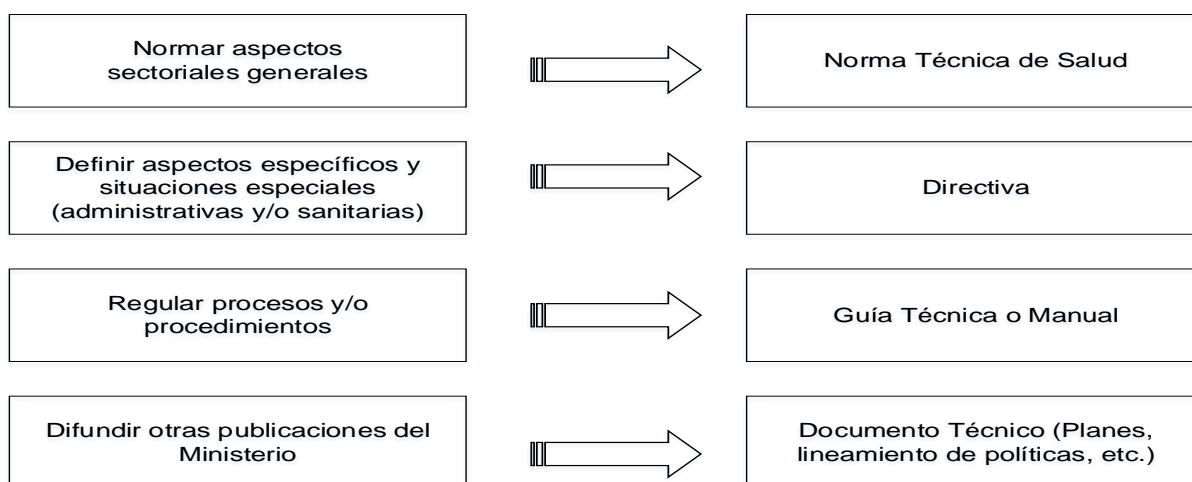 Normar aspectos
sectoriales generales
Norma Técnica de Salud
Definir aspectos específicos y
situaciones especiales
(administrativas y/o sanitarias)
Directiva
Regular procesos y/o
procedimientos
Guía Técnica o Manual
Difundir otras publicaciones del
Ministerio
Documento Técnico (Planes,
lineamiento de políticas, etc.)